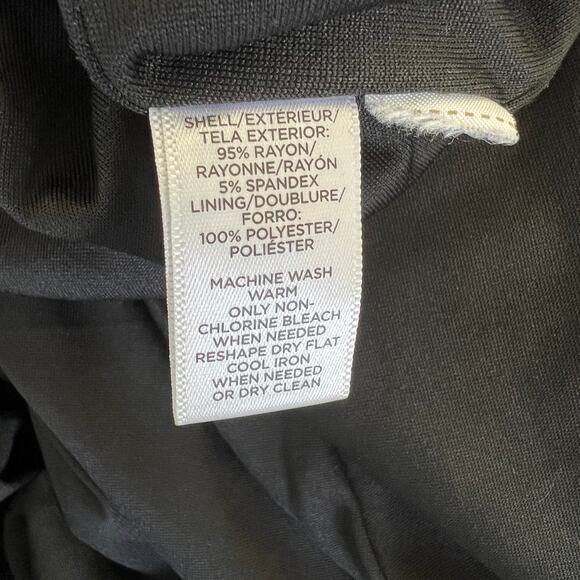 SHELL/EXTÉRIEUR/
TELA EXTERIOR:
95% RAYON/
RAYONNE/RAYÓN
5% SPANDEX
LINING/DOUBLURE/
FORRO:
100% POLYESTER/
POLIÉSTER
MACHINE WASH
WARM
ONLY NON-
CHLORINE BLEACH
WHEN NEEDED
RESHAPE DRY FLAT
COOL IRON
WHEN NEEDED
OR DRY CLEAN